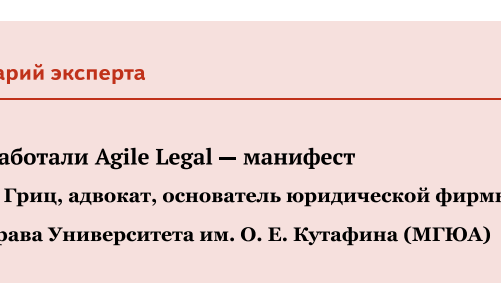 арий эксперта
аботали Agile Legal — манифест
Гриц, адвокат, основатель юридической фирм
рава Университета им. О. Е. Кутафина (МГЮА)